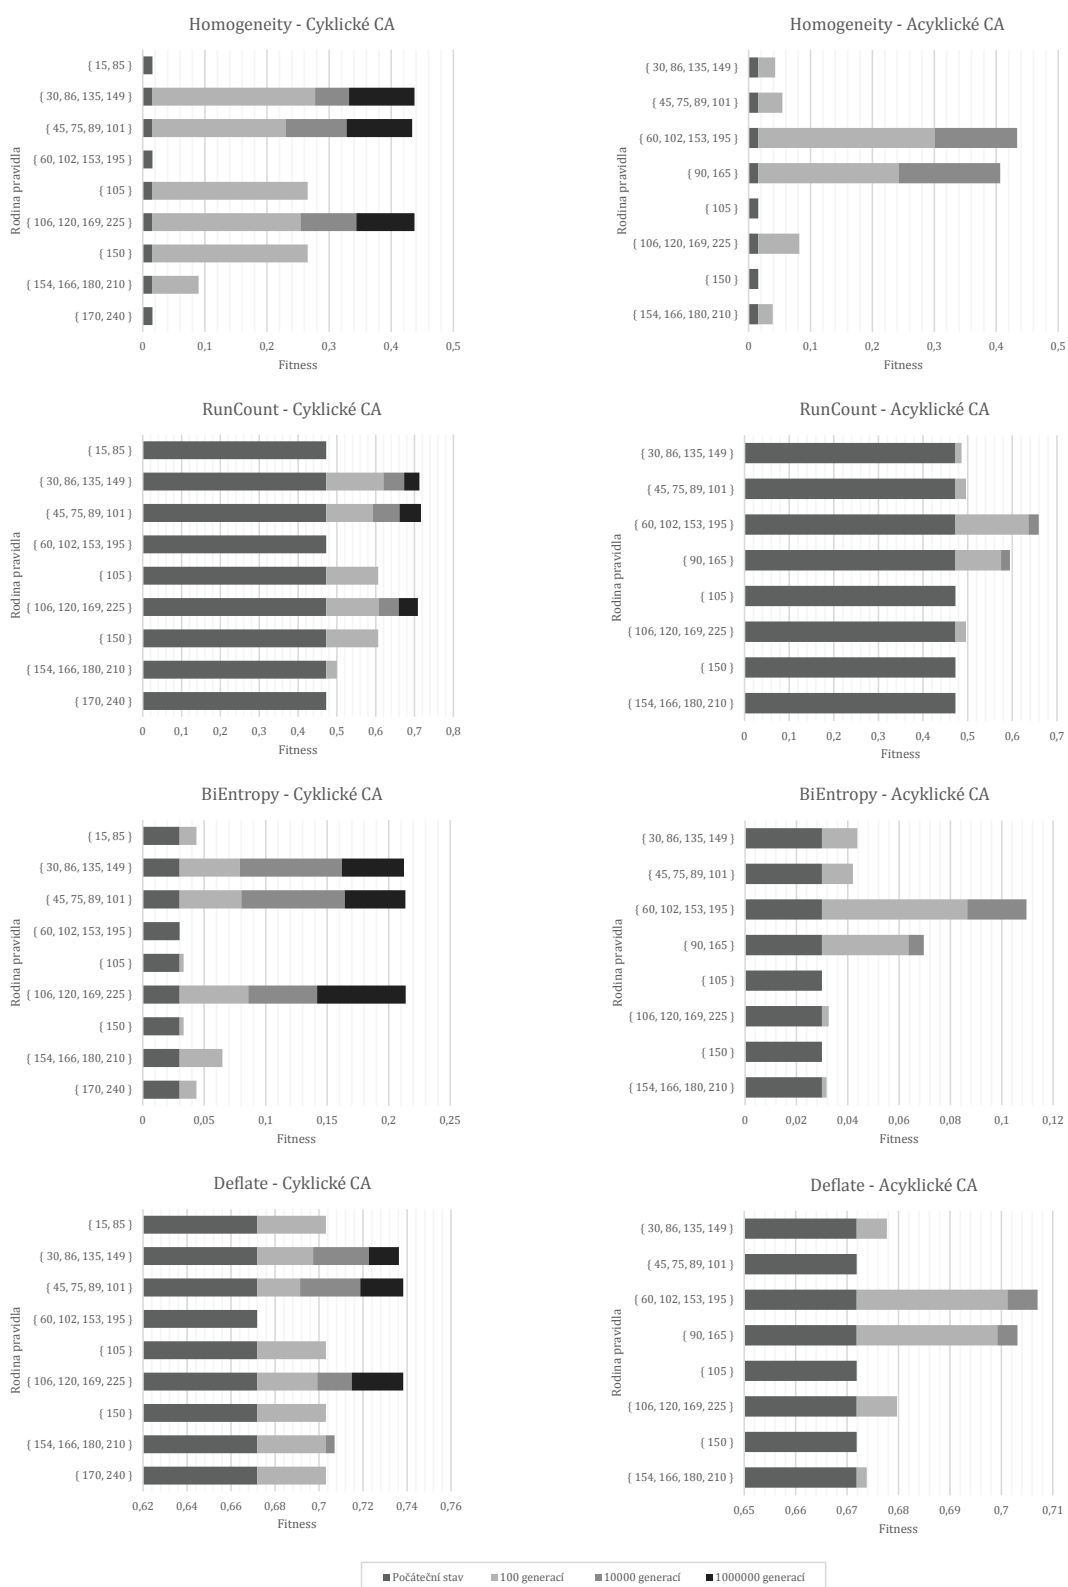 Homogeneity - Cyklické CA
Rodina pravidla
{ 15, 85 }
{ 30, 86, 135, 149 }
{ 45, 75, 89, 101 }
{ 60, 102, 153, 195 }
{ 105 }
{ 106, 120, 169, 225 }
{ 150 }
{ 154, 166, 180, 210 }
{ 170, 240 }
0 0,1 0,2 0,3 0,4 0,5
Fitness
Homogeneity - Acyklické CA
Rodina pravidla
{ 30, 86, 135, 149 }
{ 45, 75, 89, 101 }
{ 60, 102, 153, 195 }
{ 90, 165 }
{ 105 }
{ 106, 120, 169, 225 }
{ 150 }
{ 154, 166, 180, 210 }
0 0,1 0,2 0,3 0,4 0,5
Fitness
RunCount - Cyklické CA
Rodina pravidla
{ 15, 85 }
{ 30, 86, 135, 149 }
{ 45, 75, 89, 101 }
{ 60, 102, 153, 195 }
{ 105 }
{ 106, 120, 169, 225 }
{ 150 }
{ 154, 166, 180, 210 }
{ 170, 240 }
0 0,1 0,2 0,3 0,4 0,5 0,6 0,7 0,8
Fitness
RunCount - Acyklické CA
Rodina pravidla
{ 30, 86, 135, 149 }
{ 45, 75, 89, 101 }
{ 60, 102, 153, 195 }
{ 90, 165 }
{ 105 }
{ 106, 120, 169, 225 }
{ 150 }
{ 154, 166, 180, 210 }
0 0,1 0,2 0,3 0,4 0,5 0,6 0,7
Fitness
BiEntropy - Cyklické CA
Rodina pravidla
{ 15, 85 }
{ 30, 86, 135, 149 }
{ 45, 75, 89, 101 }
{ 60, 102, 153, 195 }
{ 105 }
{ 106, 120, 169, 225 }
{ 150 }
{ 154, 166, 180, 210 }
{ 170, 240 }
0 0,05 0,1 0,15 0,2 0,25
Fitness
BiEntropy - Acyklické CA
Rodina pravidla
{ 30, 86, 135, 149 }
{ 45, 75, 89, 101 }
{ 60, 102, 153, 195 }
{ 90, 165 }
{ 105 }
{ 106, 120, 169, 225 }
{ 150 }
{ 154, 166, 180, 210 }
0 0,02 0,04 0,06 0,08 0,1 0,12
Fitness
Deflate - Cyklické CA
Rodina pravidla
{ 15, 85 }
{ 30, 86, 135, 149 }
{ 45, 75, 89, 101 }
{ 60, 102, 153, 195 }
{ 105 }
{ 106, 120, 169, 225 }
{ 150 }
{ 154, 166, 180, 210 }
{ 170, 240 }
0,62 0,64 0,66 0,68 0,7 0,72 0,74 0,76
Fitness
Deflate - Acyklické CA
Rodina pravidla
{ 30, 86, 135, 149 }
{ 45, 75, 89, 101 }
{ 60, 102, 153, 195 }
{ 90, 165 }
{ 105 }
{ 106, 120, 169, 225 }
{ 150 }
{ 154, 166, 180, 210 }
0,65 0,66 0,67 0,68 0,69 0,7 0,71
Fitness
Počáteční stav 100 generací 10000 generací 1000000 generací